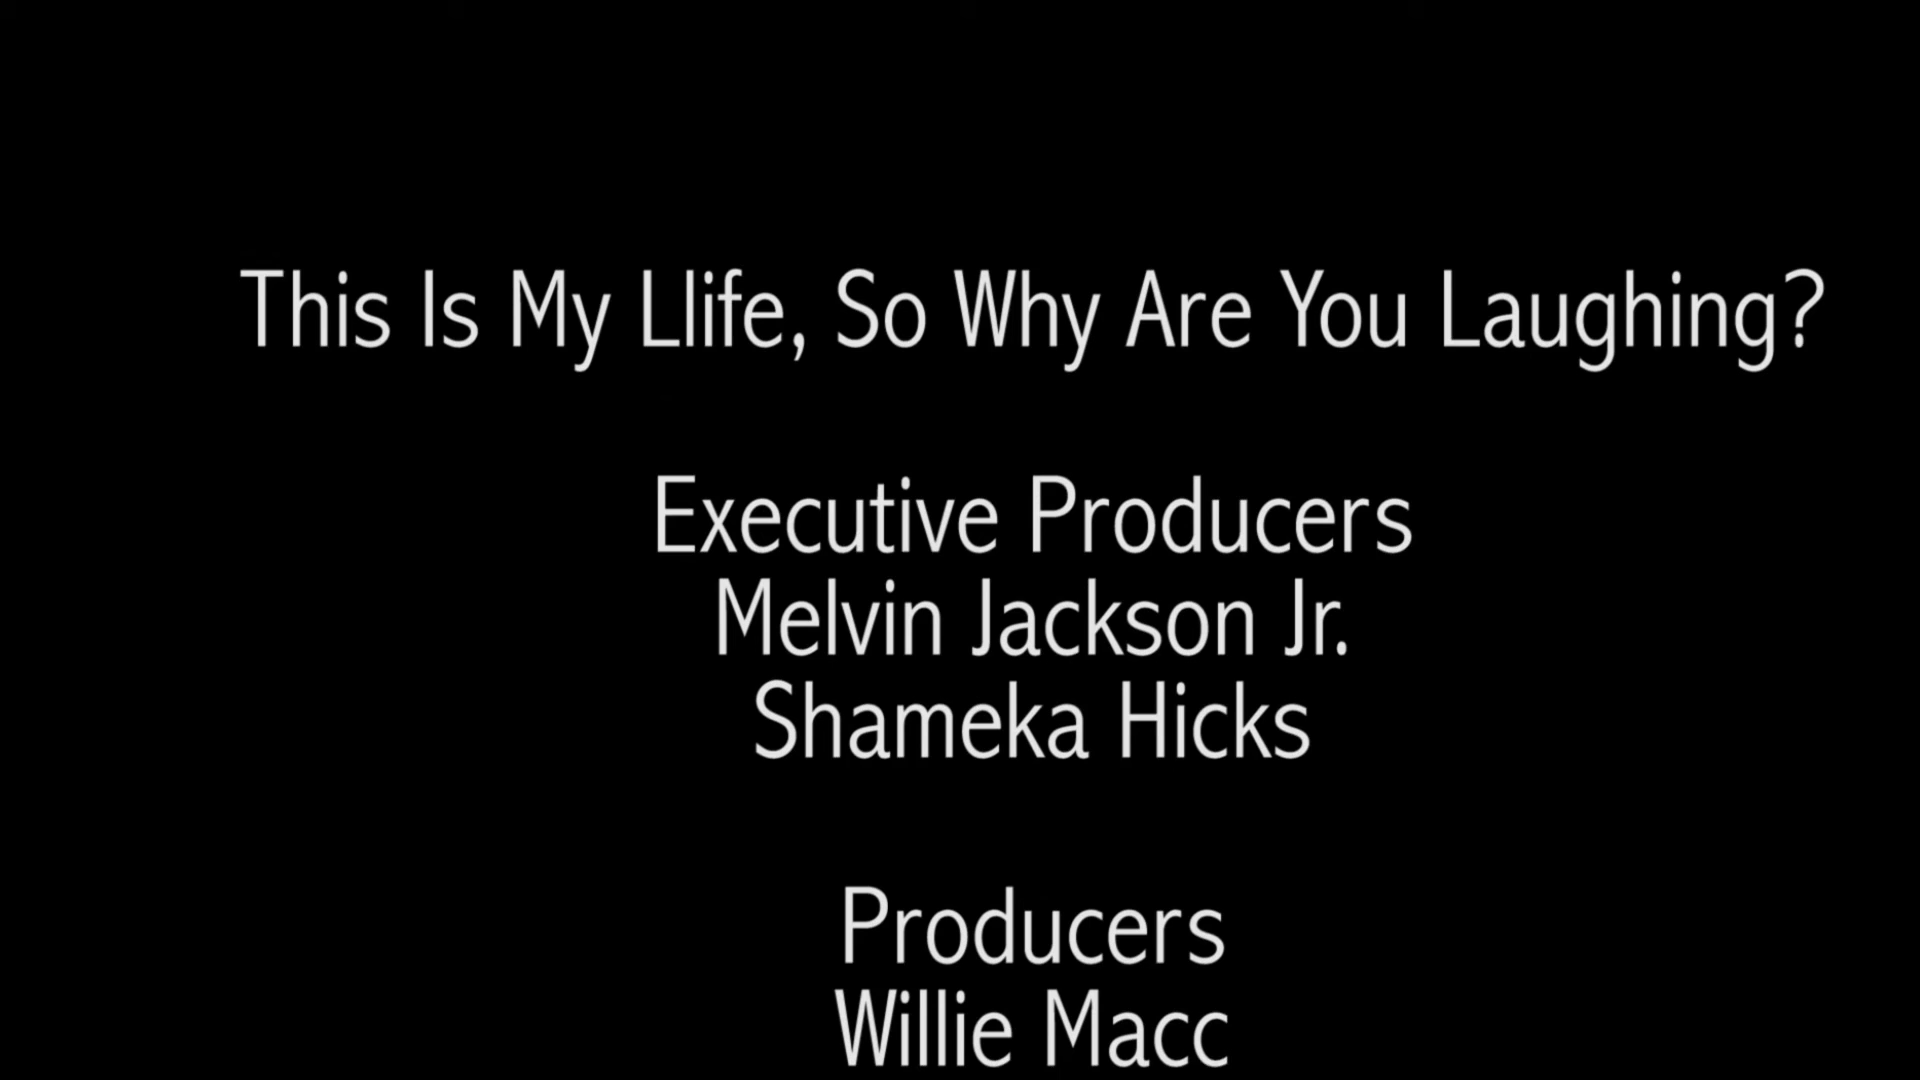 This Is My Llife, So Why Are You Laughing?
Executive Producers
Melvin Jackson Jr.
Shameka Hicks
Producers
Willie Macc